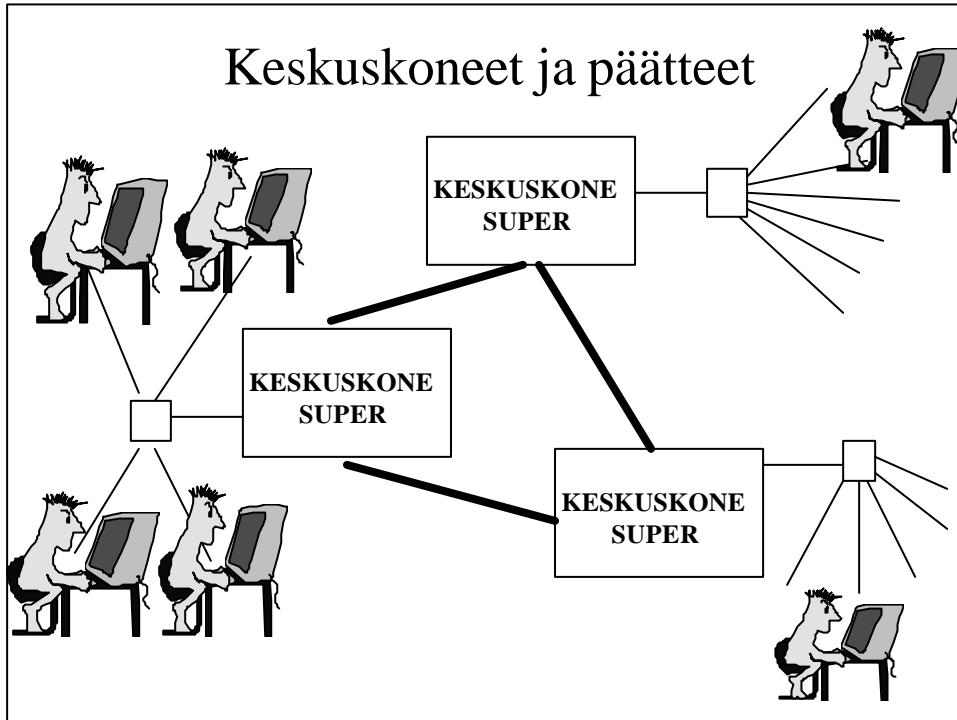 Keskuskoneet ja päätteet
KESKUSKONE
SUPER
KESKUSKONE
SUPER
KESKUSKONE
SUPER